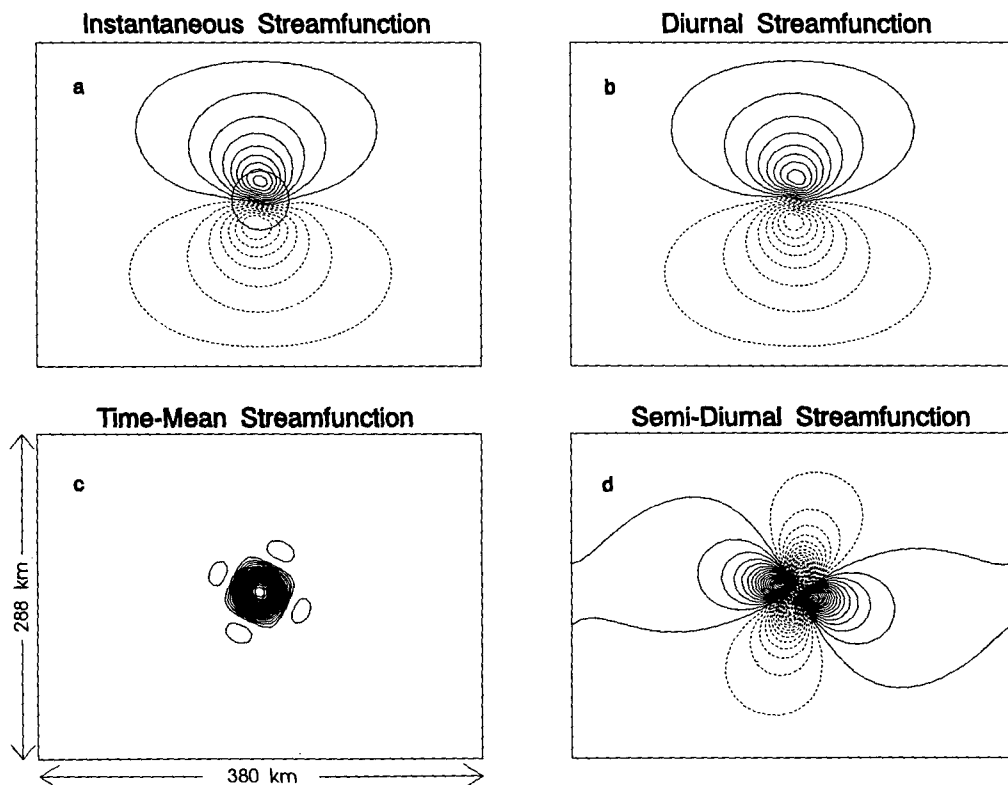 Instantaneous Streamfunction
Diurnal Streamfunction
a
b
Time-Mean Streamfunction
Semi-Diurnal Streamfunction
c
d
288 km
380 km